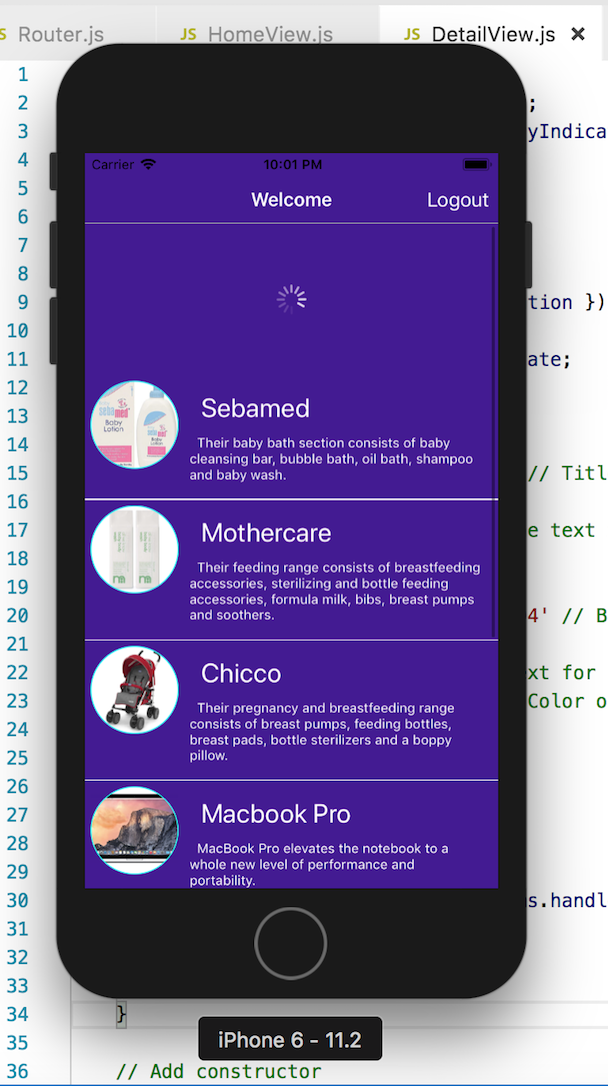 JS Router.js JS HomeView.js JS DetailView.js ×
1
2 ;
3 yIndica
4
5
6
7
8
9 tion })
10
11 ate;
12
13
14
15 // Titl
16
17 e text
18
19
20 4' // B
21
22 xt for
23 Color o
24
25
26
27
28
29
30 s.handl
31
32
33
34 }
35
36 // Add constructor
Carrier 10:01 PM
Welcome Logout
sebamed
Baby
Lotion
Sebamed
Their baby bath section consists of baby
cleansing bar, bubble bath, oil bath, shampoo
and baby wash.
Mothercare
Their feeding range consists of breastfeeding
accessories, sterilizing and bottle feeding
accessories, formula milk, bibs, breast pumps
and soothers.
Chicco
Their pregnancy and breastfeeding range
consists of breast pumps, feeding bottles,
breast pads, bottle sterilizers and a boppy
pillow.
Macbook Pro
MacBook Pro elevates the notebook to a
whole new level of performance and
portability.
iPhone 6 - 11.2